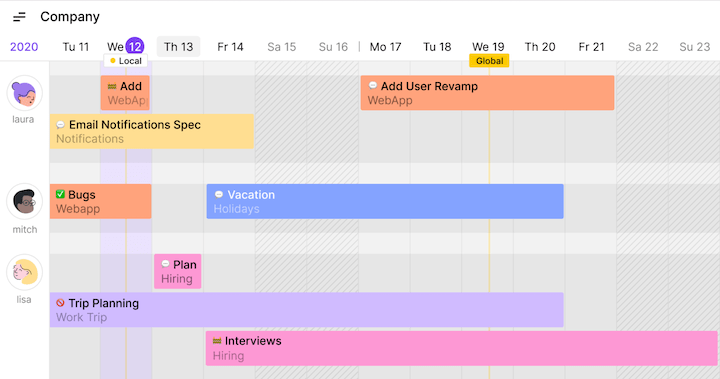 Company
2020 Tu 11 We 12 Th 13 Fr 14 Sa 15 Su 16 Mo 17 Tu 18 We 19 Th 20 Fr 21 Sa 22 Su 23
Local Global
laura
Add
WebAp
Add User Revamp
WebApp
Email Notifications Spec
Notifications
mitch
Bugs
Webapp
Vacation
Holidays
lisa
Plan
Hiring
Trip Planning
Work Trip
Interviews
Hiring